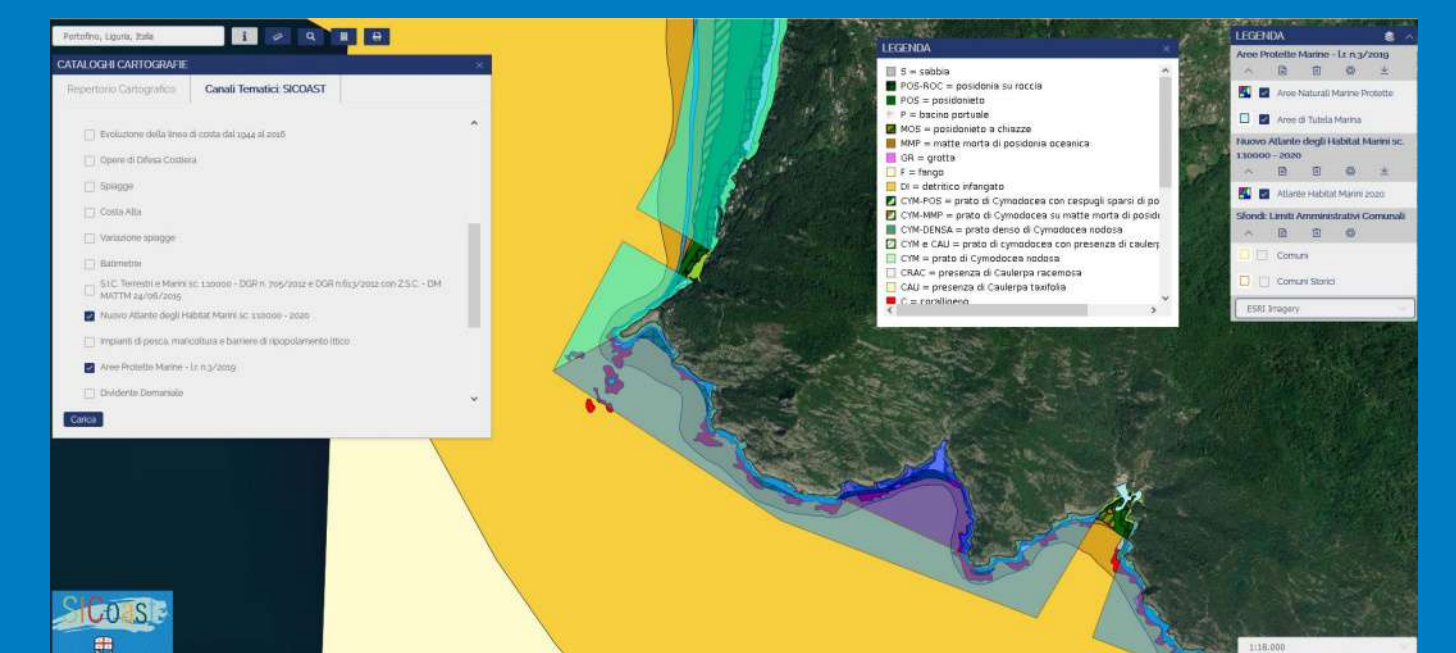 Portofino, Liguria, Italia
CATALOGHI CARTOGRAFIE
Repertorio Cartografico
Canali Tematici: SICOAST
Evoluzione della linea di costa dal 1944 al 2016
Opere di Difesa Costiera
Spiagge
Costa Alta
Variazione spiagge
Batimetrie
S.I.C. Terrestri e Marini sc. 1:10000 - DGR n. 705/2012 e DGR n.613/2012 con Z.S.C. - DM
MATTM 24/06/2015
Nuovo Atlante degli Habitat Marini sc. 1:10000 - 2020
Impianti di pesca, maricoltura e barriere di ripopolamento ittico
Aree Protette Marine - l.r. n.3/2019
Dividente Demaniale
Carica
SICoast
LEGENDA
S = sabbia
POS-ROC = posidonia su roccia
POS = posidonieto
P = bacino portuale
MOS = posidonieto a chiazze
MMP = matte morta di posidonia oceanica
GR = grotta
F = fango
DI = detritico infangato
CYM-POS = prato di Cymodocea con cespugli sparsi di po
CYM-MMP = prato di Cymodocea su matte morta di posido
CYM-DENSA = prato denso di Cymodocea nodosa
CYM e CAU = prato di cymodocea con presenza di caulerp
CYM = prato di Cymodocea nodosa
CRAC = presenza di Caulerpa racemosa
CAU = presenza di Caulerpa taxifolia
C = coralligeno
LEGENDA
Aree Protette Marine - l.r. n.3/2019
Aree Naturali Marine Protette
Aree di Tutela Marina
Nuovo Atlante degli Habitat Marini sc.
1:10000 - 2020
Atlante Habitat Marini 2020
Sfondi: Limiti Amministrativi Comunali
Comuni
Comuni Storici
ESRI Imagery
1:18.000